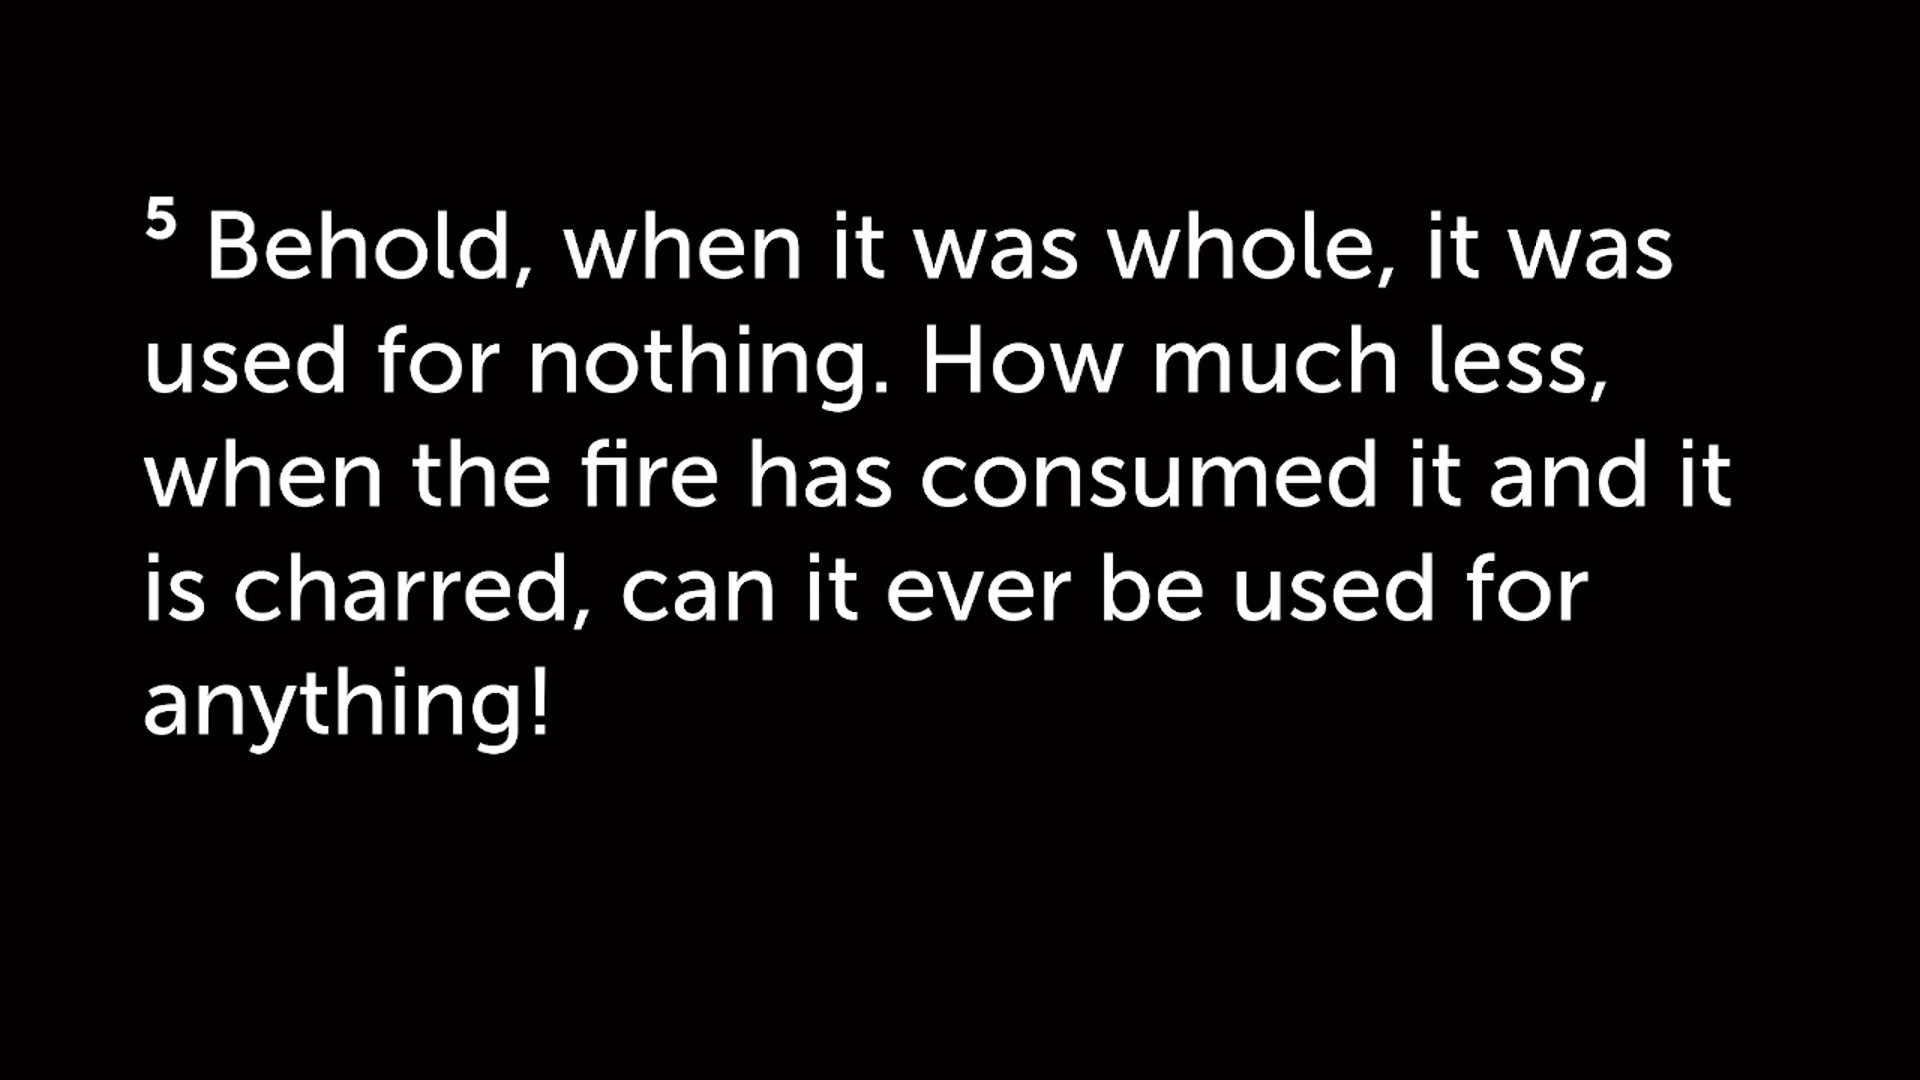 5 Behold, when it was whole, it was
used for nothing. How much less,
when the fire has consumed it and it
is charred, can it ever be used for
anything!